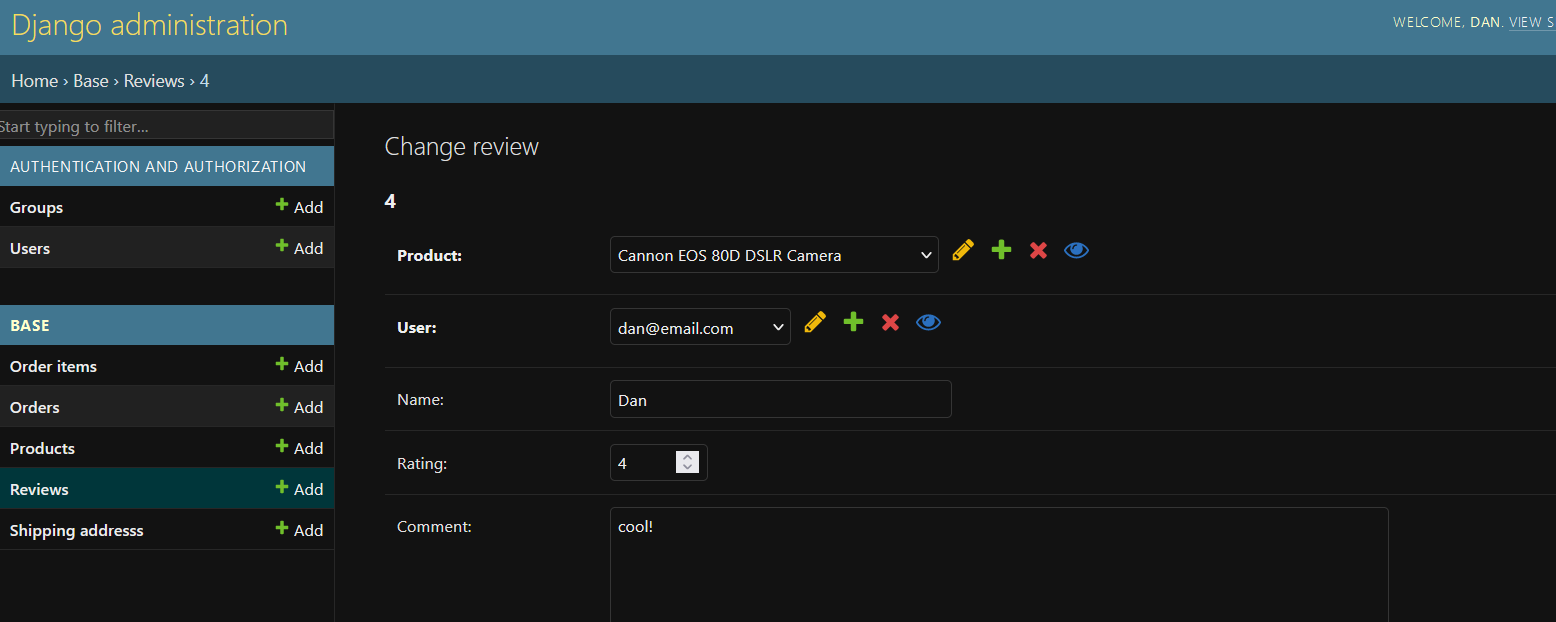 Django administration
WELCOME, DAN. VIEW S
Home › Base › Reviews › 4
Start typing to filter...
AUTHENTICATION AND AUTHORIZATION
Groups Add
Users Add
BASE
Order items Add
Orders Add
Products Add
Reviews Add
Shipping addresss Add
Change review
4
Product: Cannon EOS 80D DSLR Camera
User: dan@email.com
Name: Dan
Rating: 4
Comment: cool!